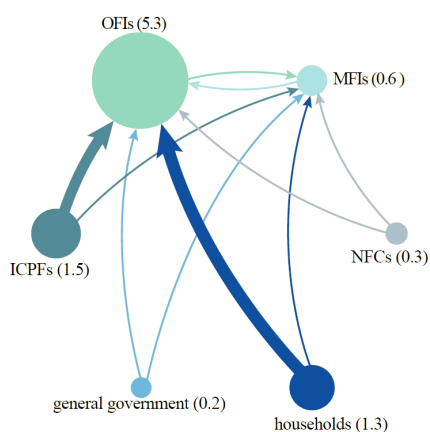 OFIs (5.3)
MFIs (0.6)
NFCs (0.3)
ICPFs (1.5)
general government (0.2)
households (1.3)